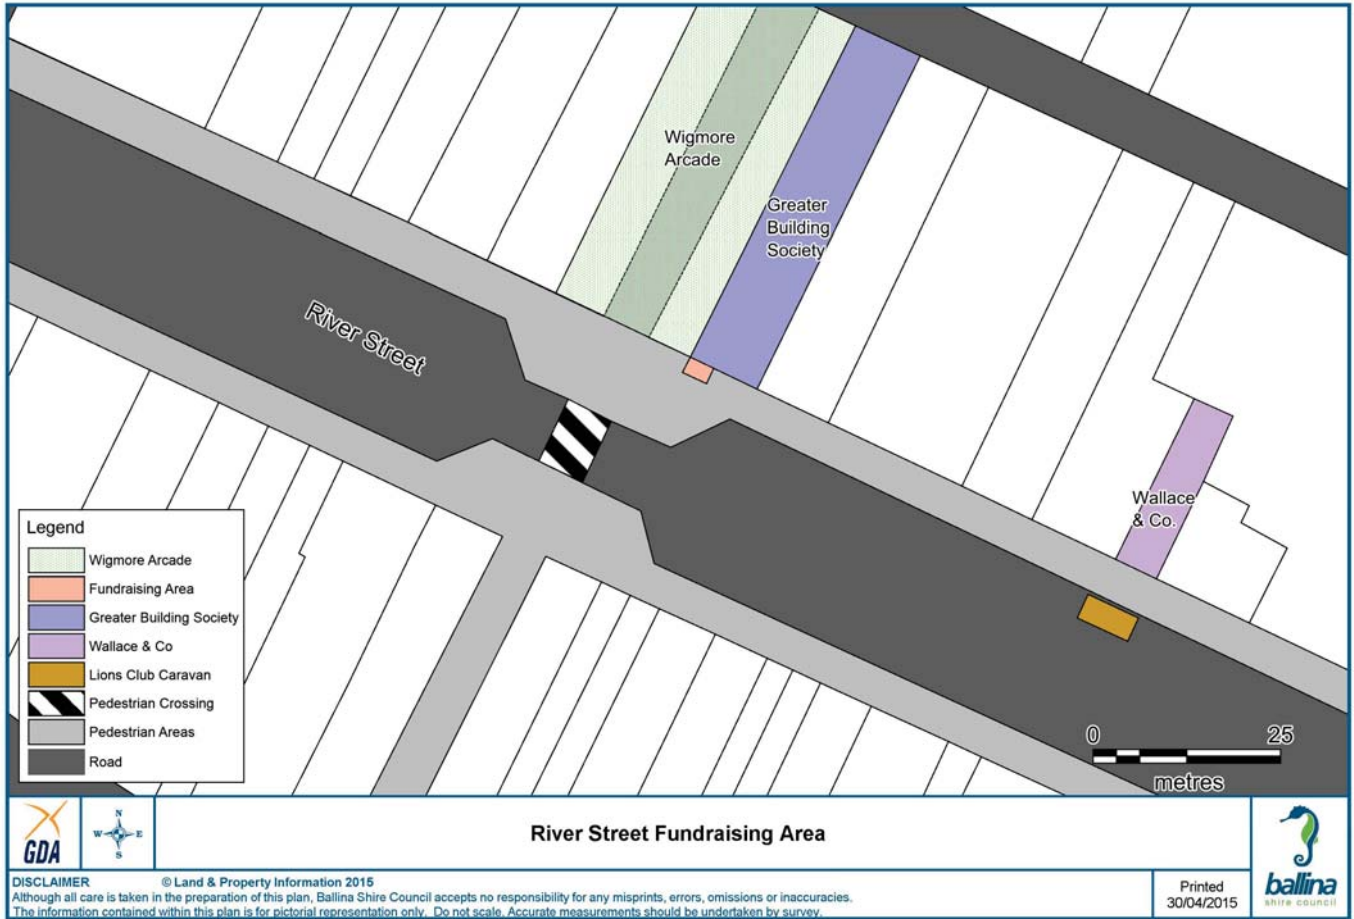 Wigmore
Arcade
Greater
Building
Society
River Street
Wallace
& Co.
Legend
Wigmore Arcade
Fundraising Area
Greater Building Society
Wallace & Co
Lions Club Caravan
Pedestrian Crossing
Pedestrian Areas
Road
0 25
metres
GDA
N
W E
S
River Street Fundraising Area
ballina
shire council
DISCLAIMER © Land & Property Information 2015
Although all care is taken in the preparation of this plan, Ballina Shire Council accepts no responsibility for any misprints, errors, omissions or inaccuracies.
The information contained within this plan is for pictorial representation only. Do not scale. Accurate measurements should be undertaken by survey.
Printed
30/04/2015